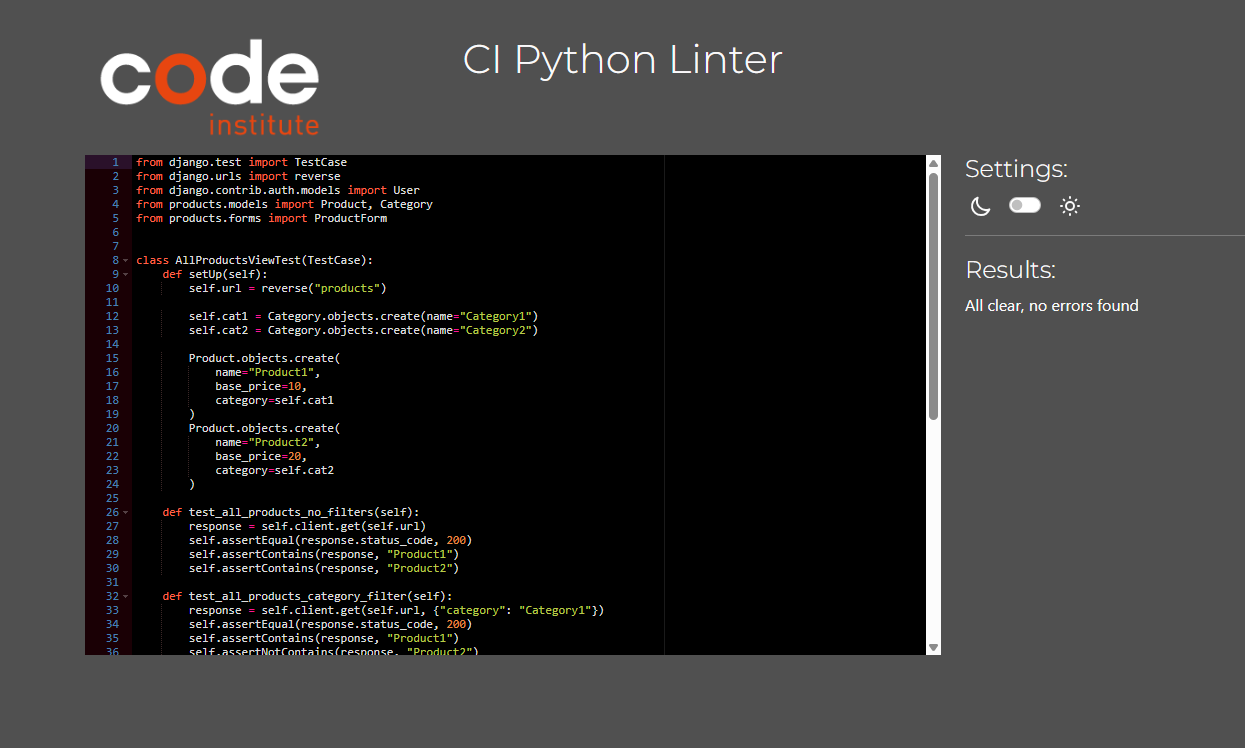 code
institute
CI Python Linter
1 from django.test import TestCase
2 from django.urls import reverse
3 from django.contrib.auth.models import User
4 from products.models import Product, Category
5 from products.forms import ProductForm
6
7
8 class AllProductsViewTest(TestCase):
9     def setUp(self):
10         self.url = reverse("products")
11
12         self.cat1 = Category.objects.create(name="Category1")
13         self.cat2 = Category.objects.create(name="Category2")
14
15         Product.objects.create(
16             name="Product1",
17             base_price=10,
18             category=self.cat1
19         )
20         Product.objects.create(
21             name="Product2",
22             base_price=20,
23             category=self.cat2
24         )
25
26     def test_all_products_no_filters(self):
27         response = self.client.get(self.url)
28         self.assertEqual(response.status_code, 200)
29         self.assertContains(response, "Product1")
30         self.assertContains(response, "Product2")
31
32     def test_all_products_category_filter(self):
33         response = self.client.get(self.url, {"category": "Category1"})
34         self.assertEqual(response.status_code, 200)
35         self.assertContains(response, "Product1")
36         self.assertNotContains(response, "Product2")
Settings:
Results:
All clear, no errors found